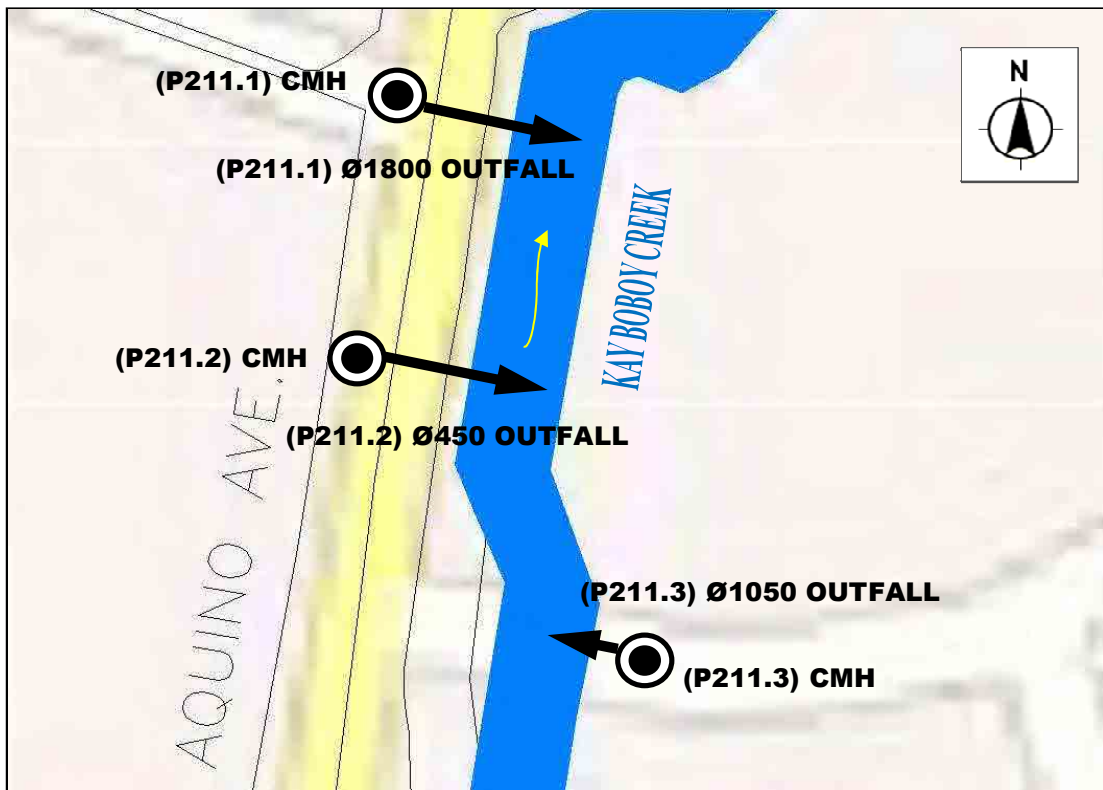 N
(P211.1) CMH
(P211.1) Ø1800 OUTFALL
KAY BOBOY CREEK
(P211.2) CMH
(P211.2) Ø450 OUTFALL
AQUINO AVE.
(P211.3) Ø1050 OUTFALL
(P211.3) CMH